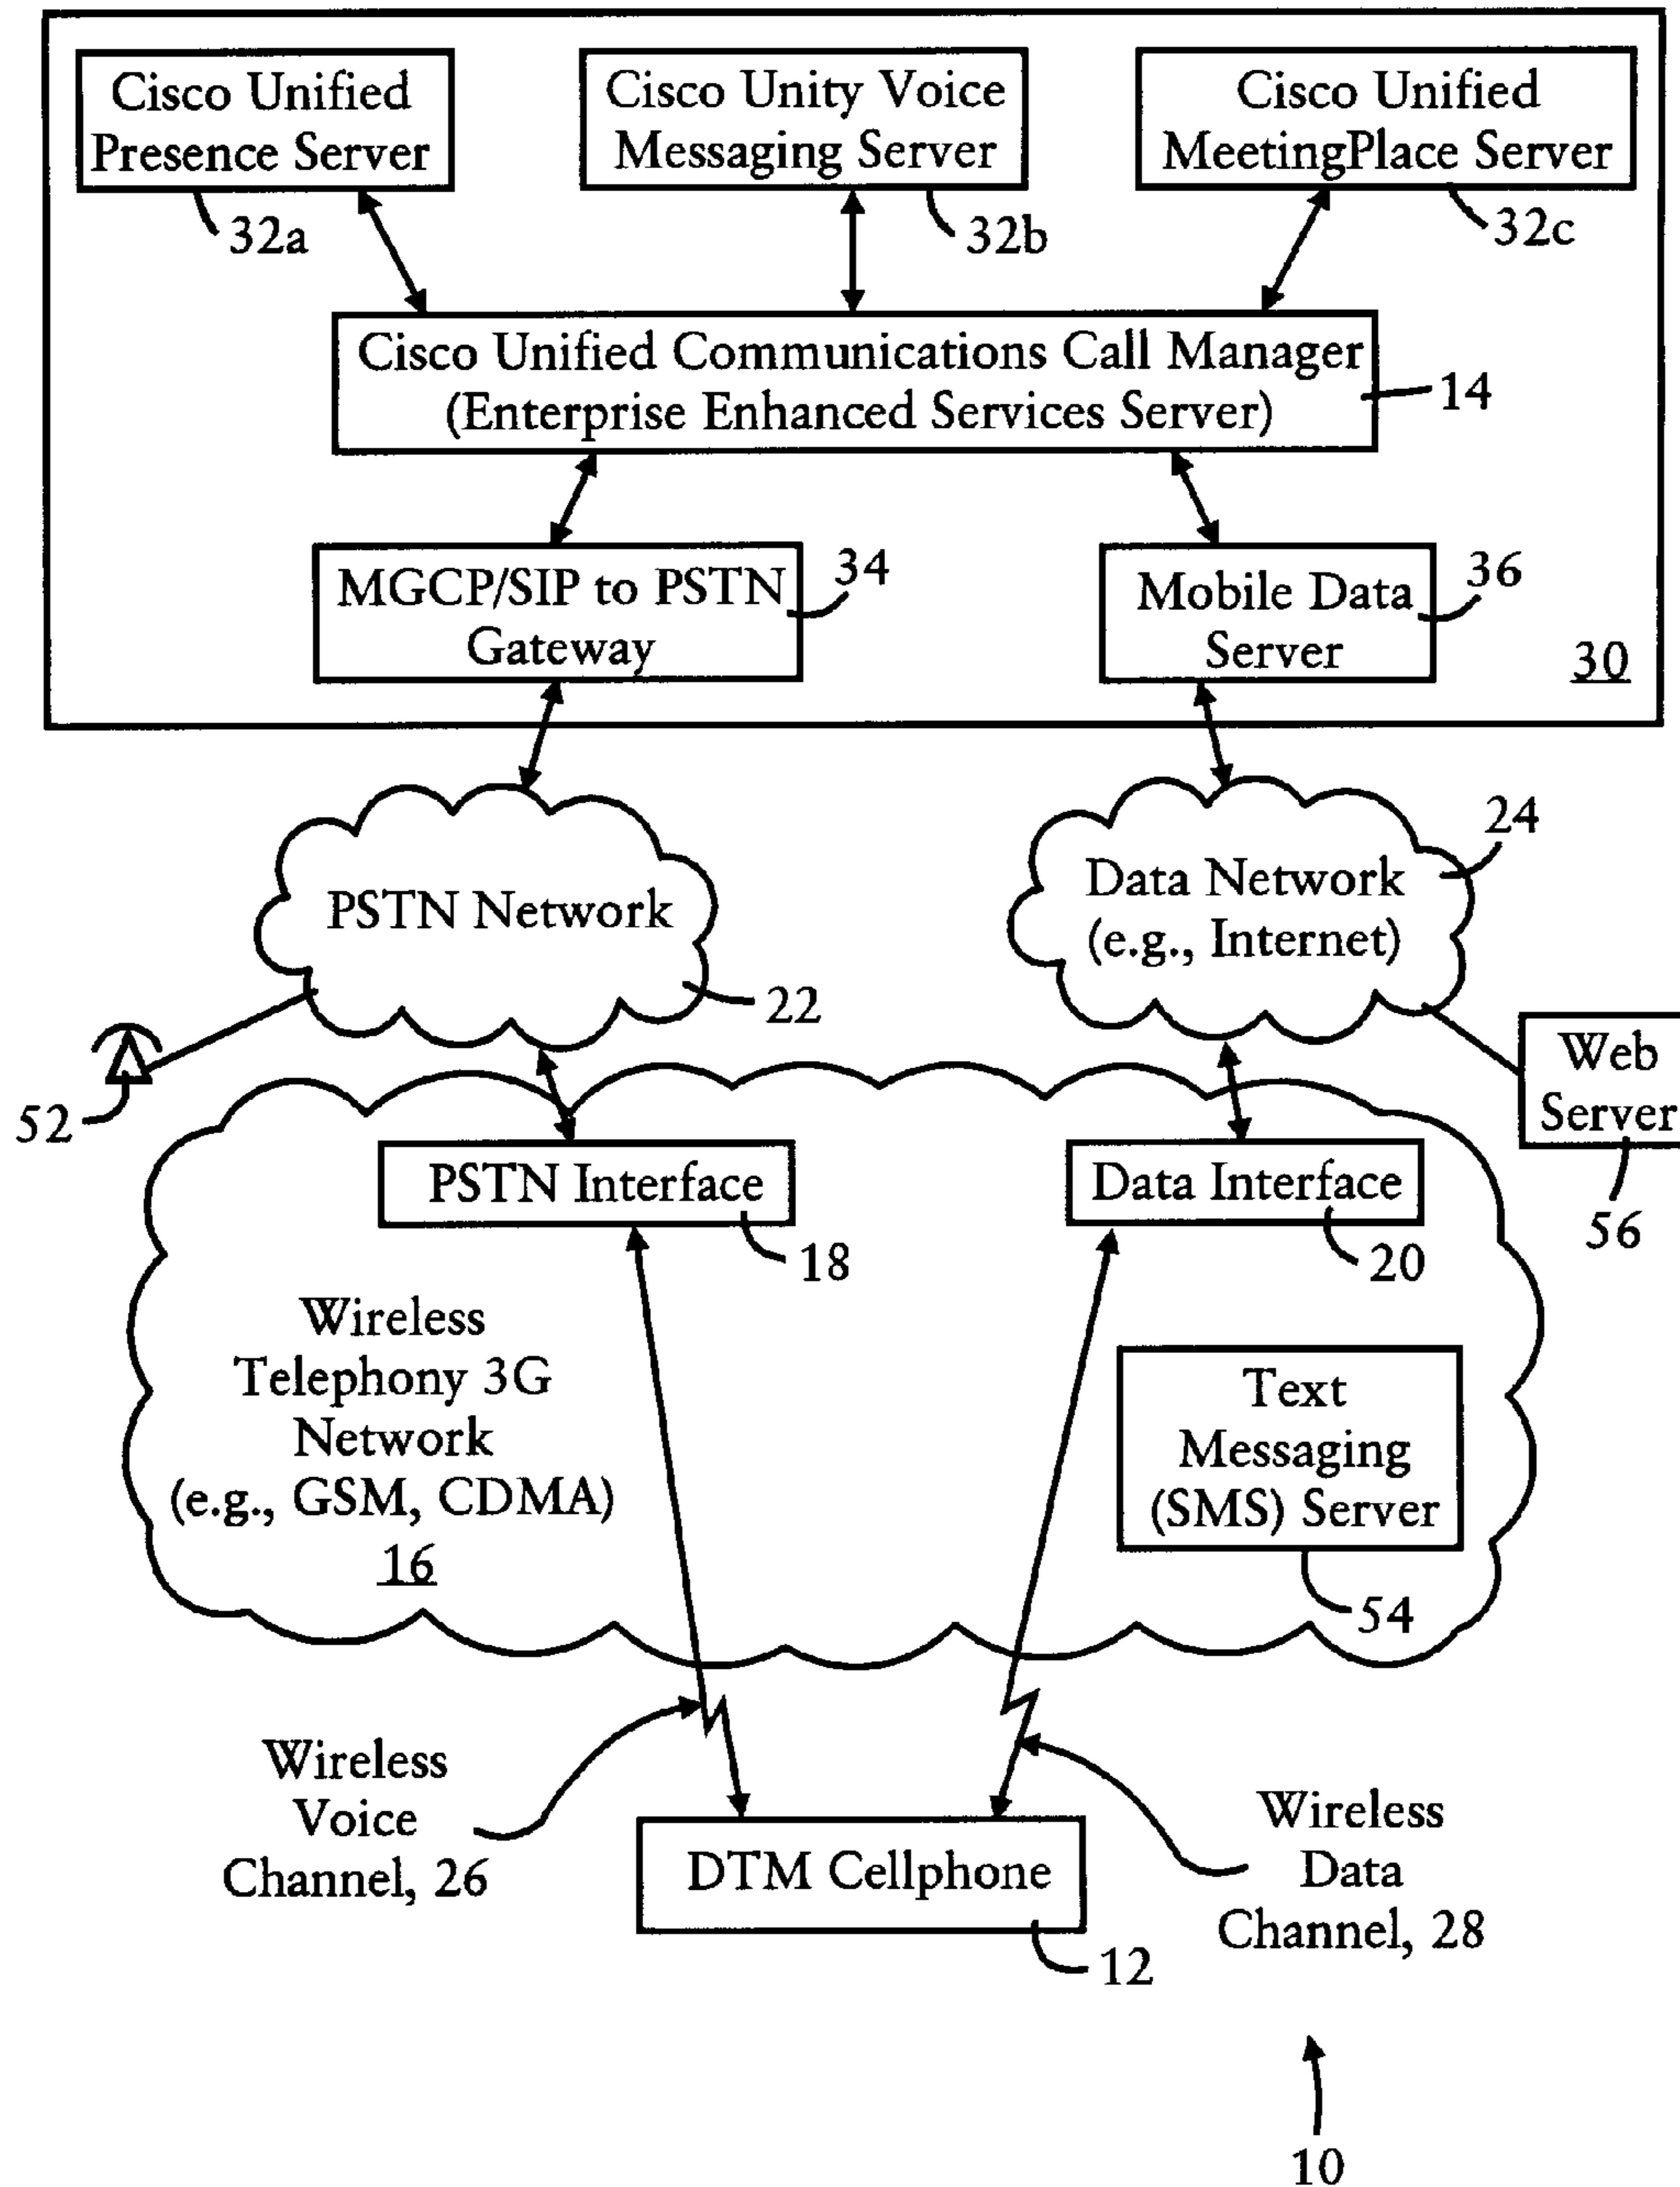 Cisco Unified
Presence Server
32a
Cisco Unity Voice
Messaging Server
32b
Cisco Unified
MeetingPlace Server
32c
Cisco Unified Communications Call Manager
(Enterprise Enhanced Services Server)
14
MGCP/SIP to PSTN
Gateway
34
Mobile Data
Server
36
30
PSTN Network
22
Data Network
(e.g., Internet)
24
52
Web
Server
56
PSTN Interface
18
Data Interface
20
Wireless
Telephony 3G
Network
(e.g., GSM, CDMA)
16
Text
Messaging
(SMS) Server
54
Wireless
Voice
Channel, 26
DTM Cellphone
12
Wireless
Data
Channel, 28
10